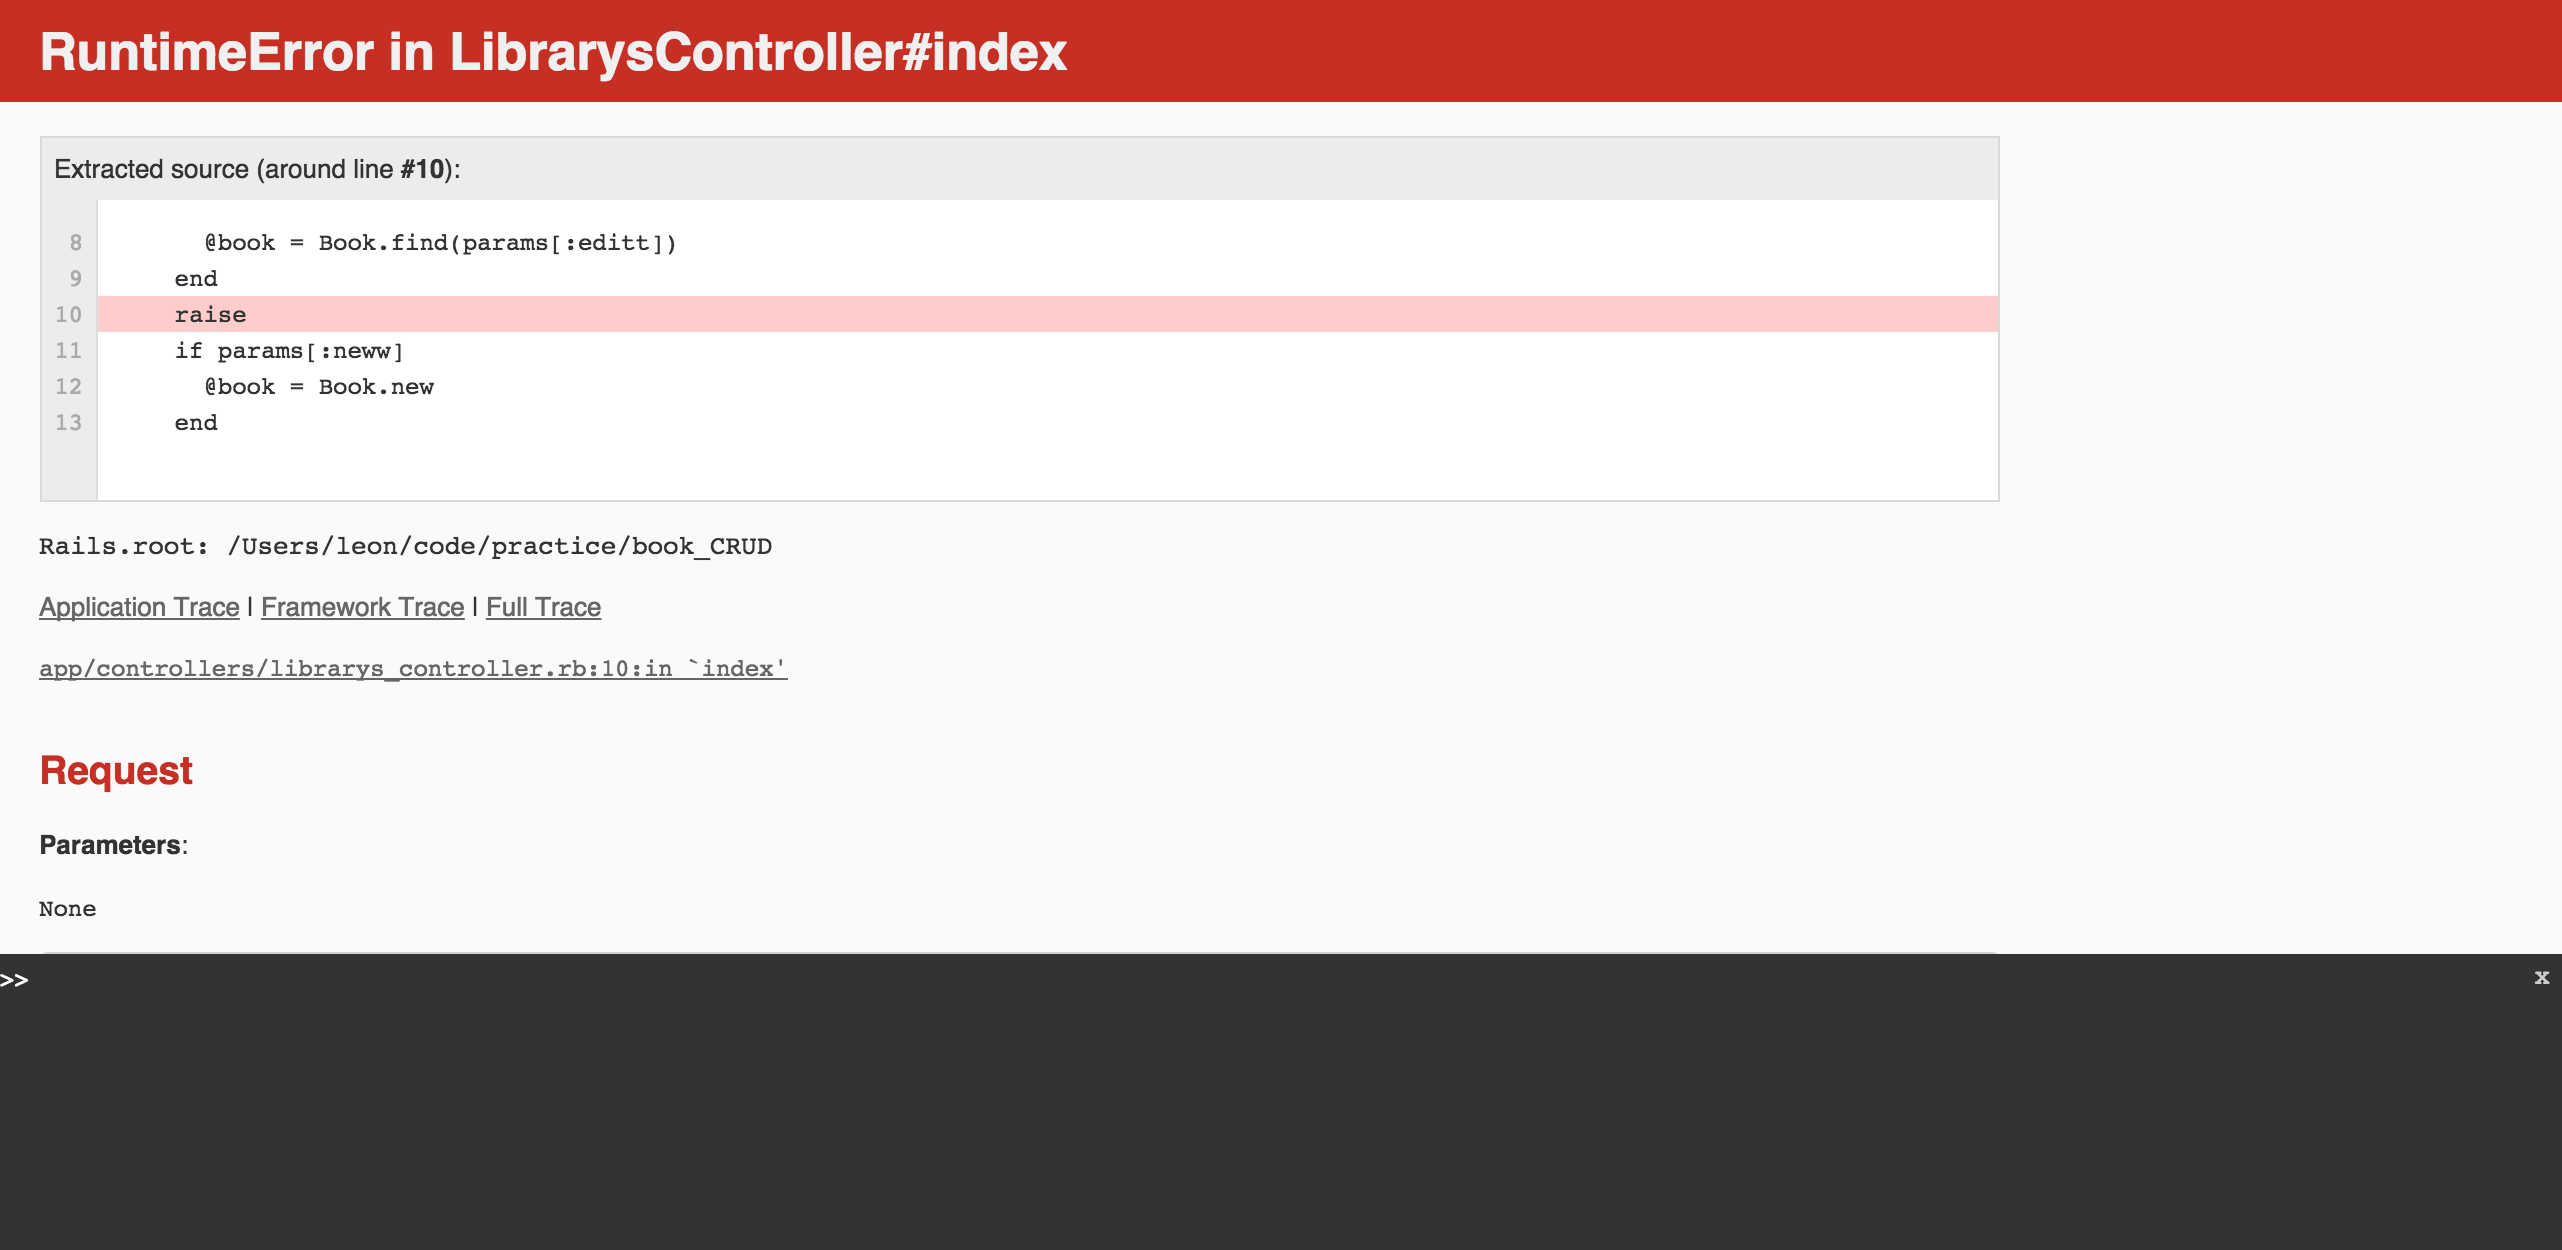 RuntimeError in LibrarysController#index
Extracted source (around line #10):
8 @book = Book.find(params[:editt])
9 end
10 raise
11 if params[:neww]
12 @book = Book.new
13 end
Rails.root: /Users/leon/code/practice/book_CRUD
Application Trace | Framework Trace | Full Trace
app/controllers/librarys_controller.rb:10:in `index'
Request
Parameters:
None
>> x